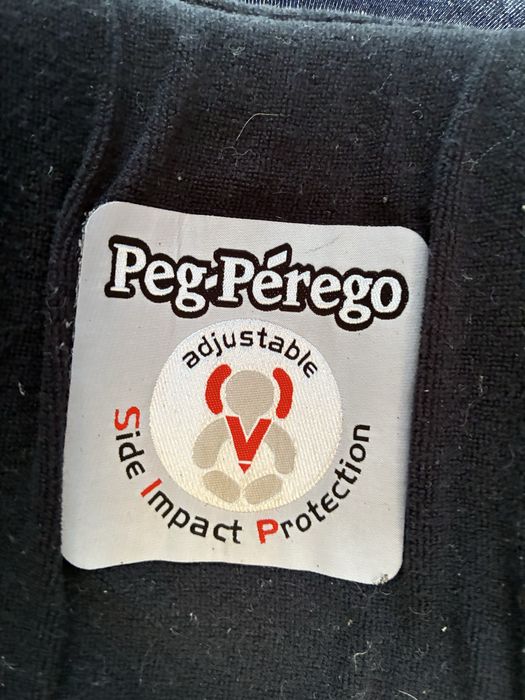 Peg-Pérego
adjustable
Side Impact Protection